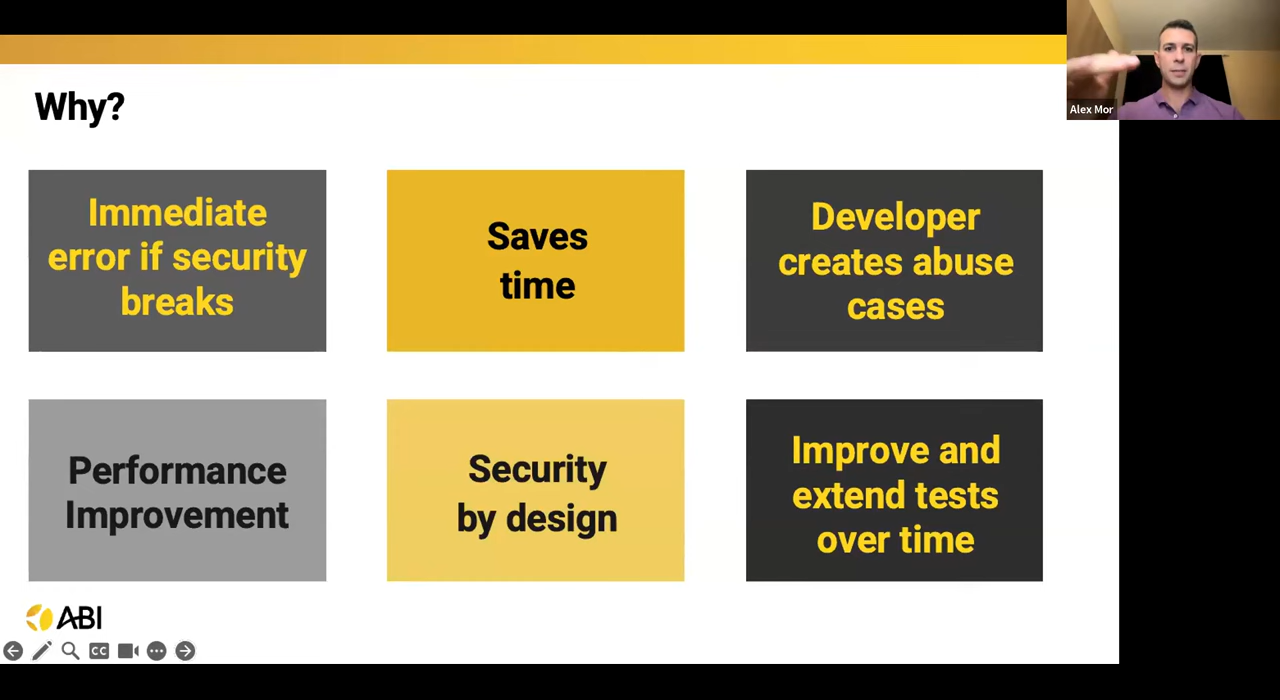 Why?
Immediate
error if security
breaks
Saves
time
Developer
creates abuse
cases
Performance
Improvement
Security
by design
Improve and
extend tests
over time
ABI
CC
Alex Mor